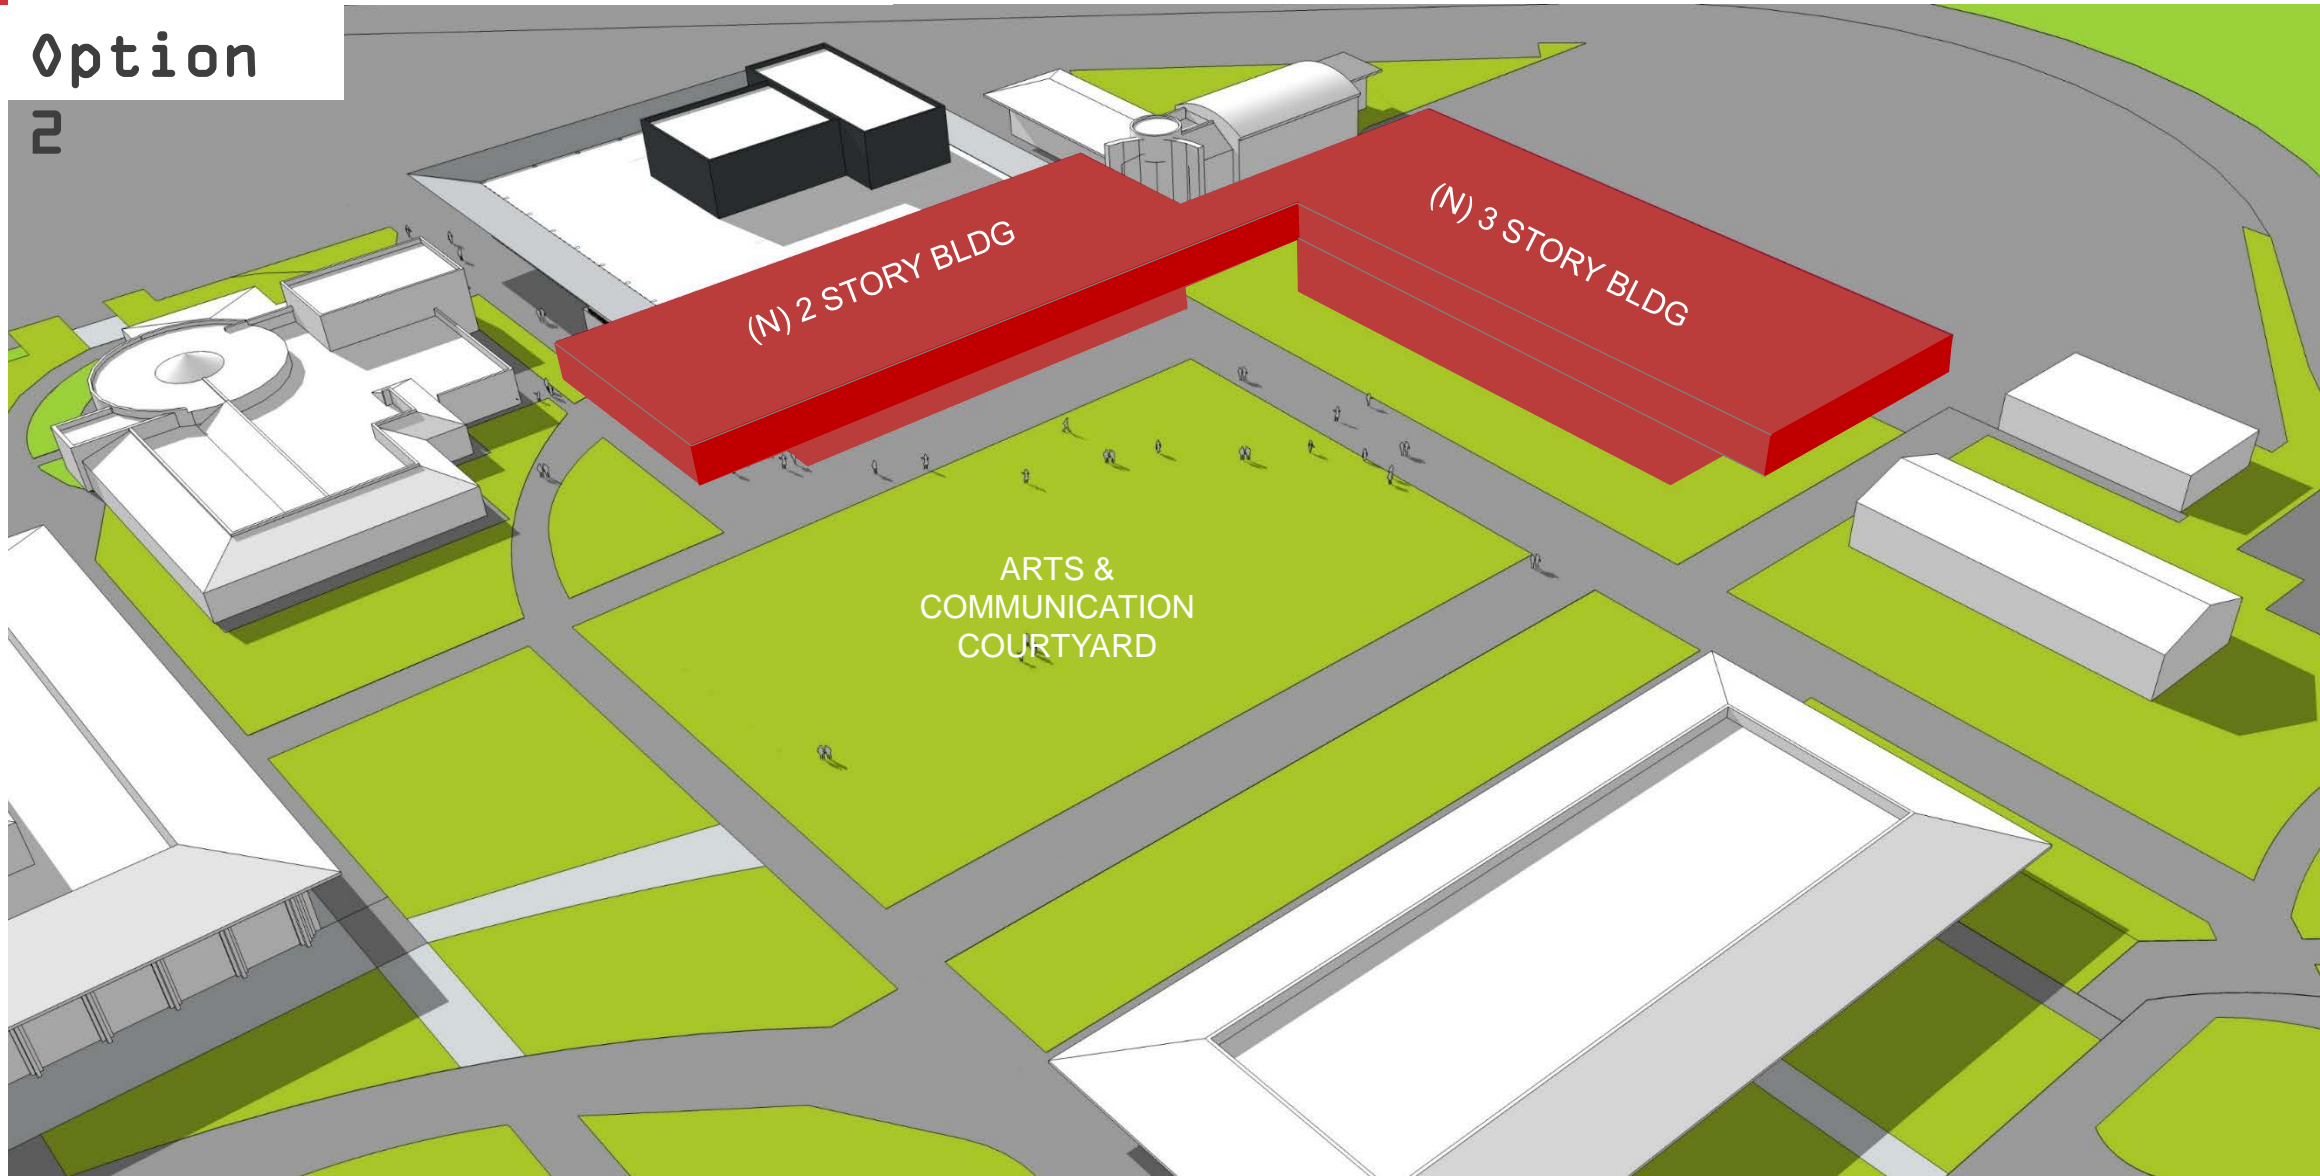 Option
2
(N) 2 STORY BLDG
(N) 3 STORY BLDG
ARTS &
COMMUNICATION
COURTYARD